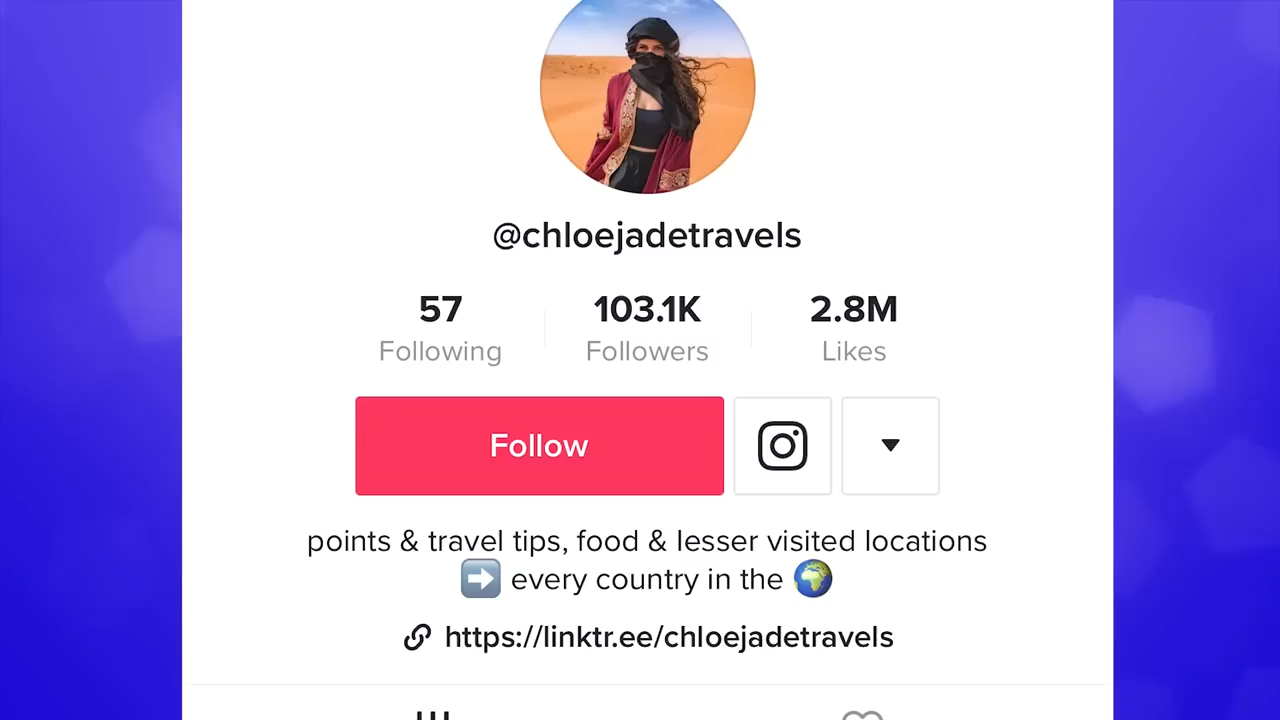 @chloejadetravels
57
103.1K
2.8M
Following
Followers
Likes
Follow
points & travel tips, food & lesser visited locations
➡️ every country in the 🌍
https://linktr.ee/chloejadetravels